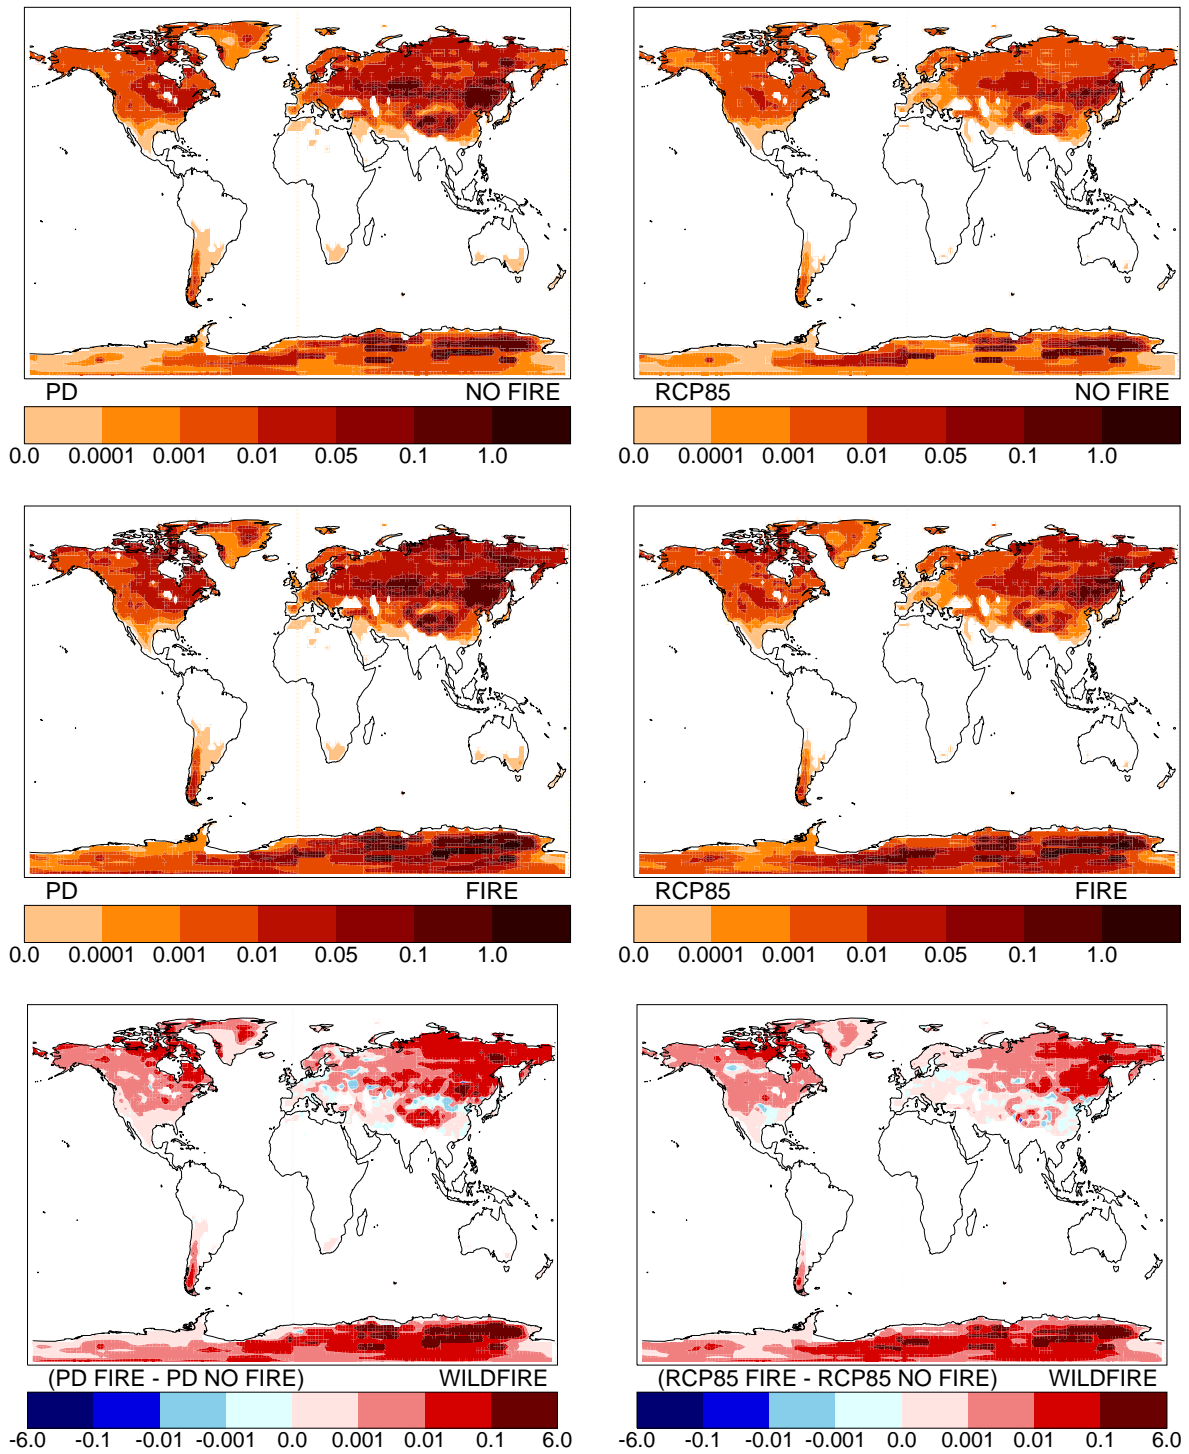 PD NO FIRE RCP85 NO FIRE
0.0 0.0001 0.001 0.01 0.05 0.1 1.0 0.0 0.0001 0.001 0.01 0.05 0.1 1.0
PD FIRE RCP85 FIRE
0.0 0.0001 0.001 0.01 0.05 0.1 1.0 0.0 0.0001 0.001 0.01 0.05 0.1 1.0
(PD FIRE - PD NO FIRE) WILDFIRE (RCP85 FIRE - RCP85 NO FIRE) WILDFIRE
-6.0 -0.1 -0.01 -0.001 0.0 0.001 0.01 0.1 6.0 -6.0 -0.1 -0.01 -0.001 0.0 0.001 0.01 0.1 6.0